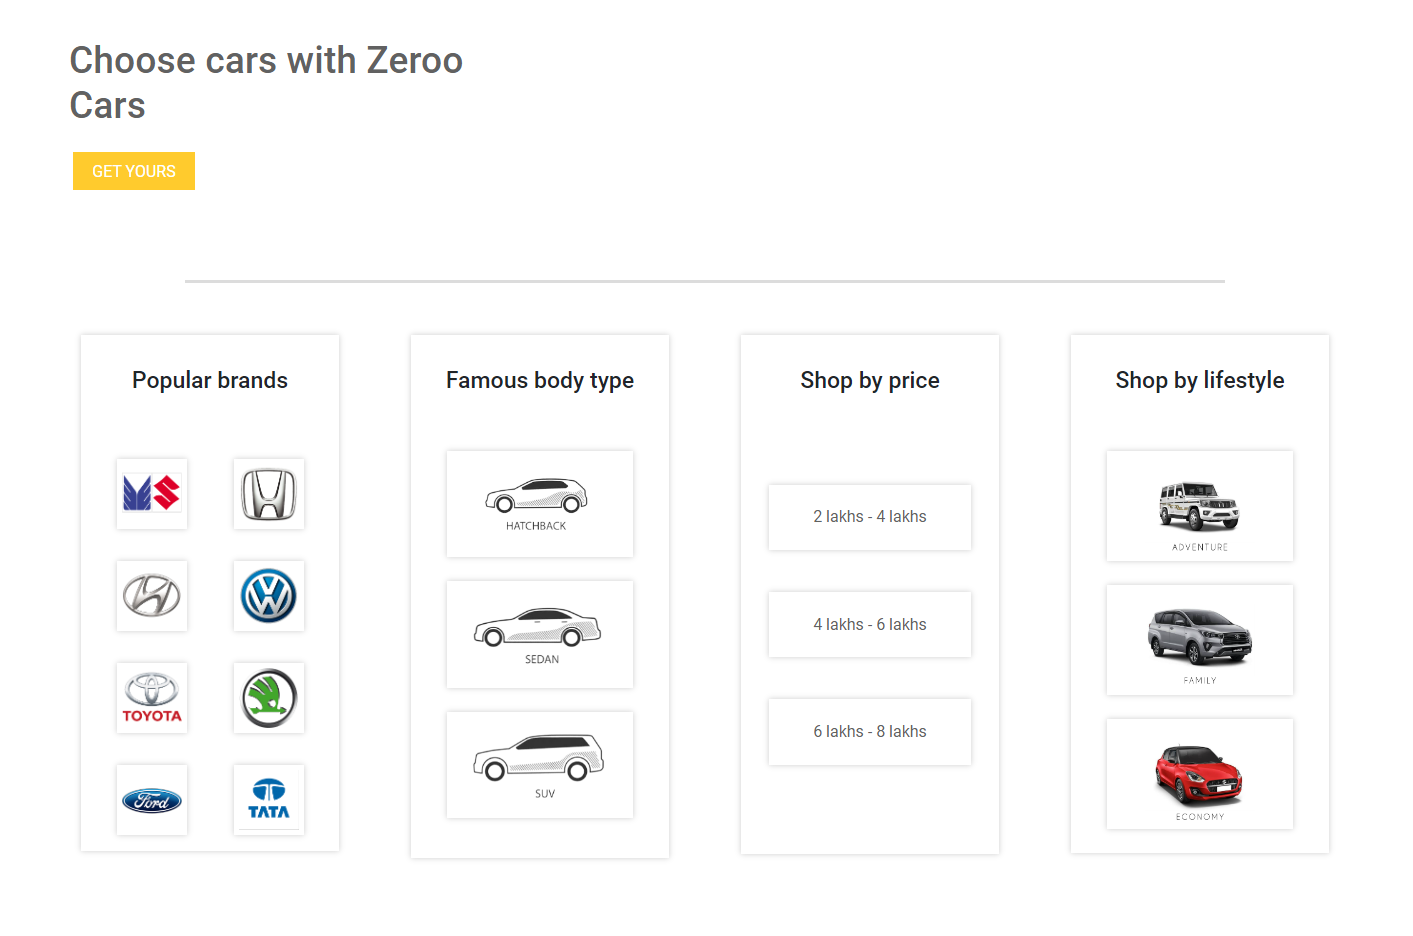 Choose cars with Zeroo
Cars
GET YOURS
Popular brands
TOYOTA
Ford
TATA
Famous body type
HATCHBACK
SEDAN
SUV
Shop by price
2 lakhs - 4 lakhs
4 lakhs - 6 lakhs
6 lakhs - 8 lakhs
Shop by lifestyle
ADVENTURE
FAMILY
ECONOMY